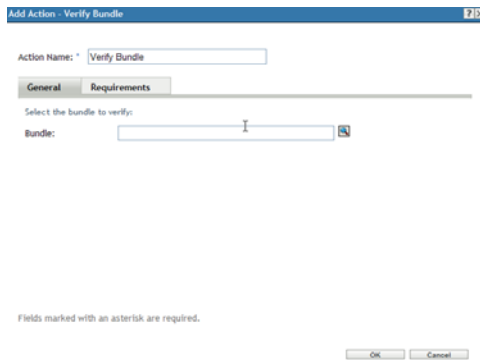 Add Action - Verify Bundle
Action Name: * Verify Bundle
General Requirements
Select the bundle to verify:
Bundle:
Fields marked with an asterisk are required.
OK Cancel